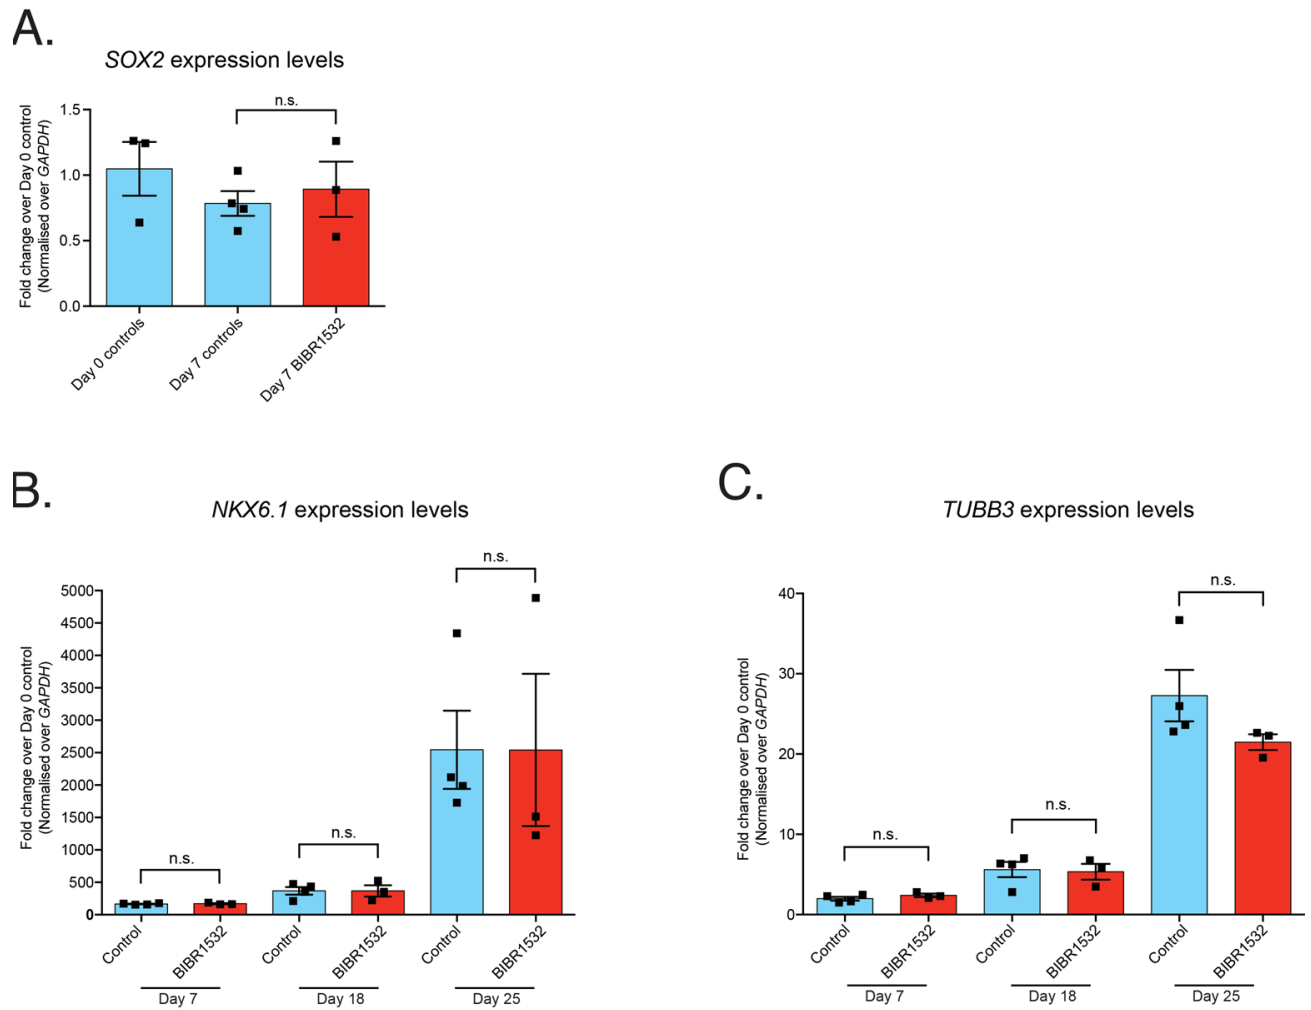 A.
SOX2 expression levels
n.s.
Fold change over Day 0 control
(Normalised over GAPDH)
1.5
1.0
0.5
0.0
Day 0 controls
Day 7 controls
Day 7 BIBR1532
B.
NKX6.1 expression levels
n.s.
n.s.
n.s.
Fold change over Day 0 control
(Normalised over GAPDH)
5000
4500
4000
3500
3000
2500
2000
1500
1000
500
0
Control
BIBR1532
Control
BIBR1532
Control
BIBR1532
Day 7
Day 18
Day 25
C.
TUBB3 expression levels
n.s.
n.s.
n.s.
Fold change over Day 0 control
(Normalised over GAPDH)
40
30
20
10
0
Control
BIBR1532
Control
BIBR1532
Control
BIBR1532
Day 7
Day 18
Day 25